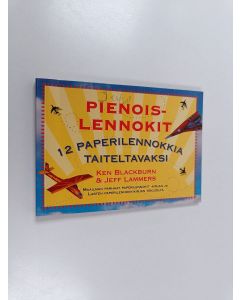 PIENOIS-
LENNOKIT
12 PAPERILENNOKKIA
TAITELTAVAKSI
KEN BLACKBURN
& JEFF LAMMERS